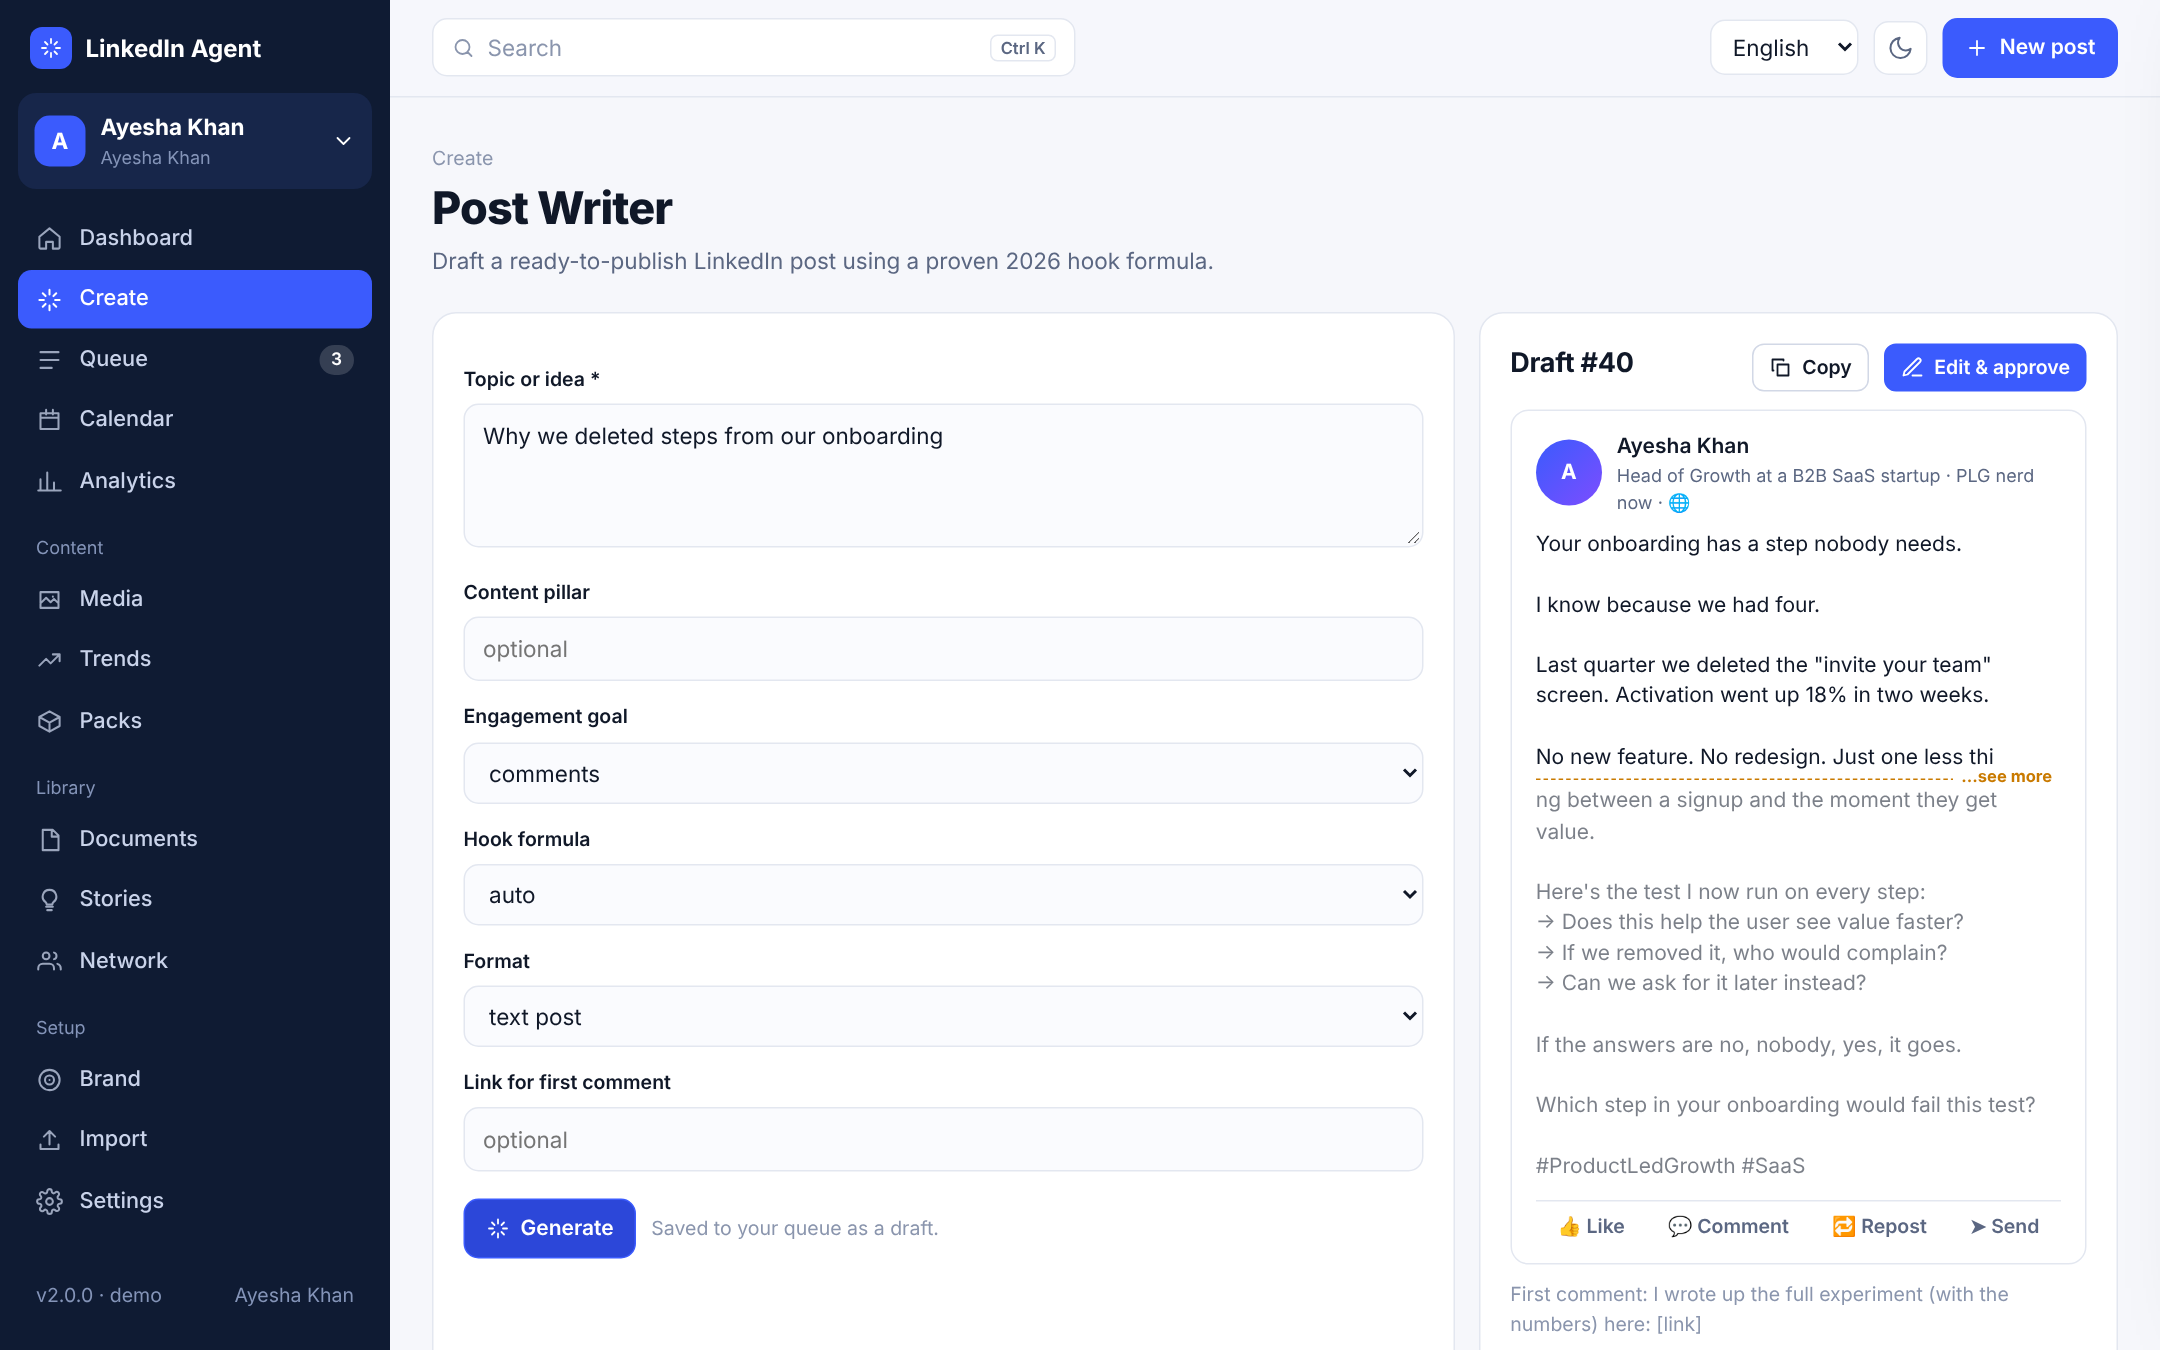 LinkedIn Agent
A
Ayesha Khan
Ayesha Khan
Dashboard
Create
Queue
3
Calendar
Analytics
Content
Media
Trends
Packs
Library
Documents
Stories
Network
Setup
Brand
Import
Settings
v2.0.0 · demo
Ayesha Khan
Search
Ctrl K
English
+ New post
Create
Post Writer
Draft a ready-to-publish LinkedIn post using a proven 2026 hook formula.
Topic or idea *
Why we deleted steps from our onboarding
Content pillar
optional
Engagement goal
comments
Hook formula
auto
Format
text post
Link for first comment
optional
Generate
Saved to your queue as a draft.
Draft #40
Copy
Edit & approve
A
Ayesha Khan
Head of Growth at a B2B SaaS startup · PLG nerd
now · 🌐
Your onboarding has a step nobody needs.
I know because we had four.
Last quarter we deleted the "invite your team"
screen. Activation went up 18% in two weeks.
No new feature. No redesign. Just one less thi
...see more
ng between a signup and the moment they get
value.
Here's the test I now run on every step:
→ Does this help the user see value faster?
→ If we removed it, who would complain?
→ Can we ask for it later instead?
If the answers are no, nobody, yes, it goes.
Which step in your onboarding would fail this test?
#ProductLedGrowth #SaaS
👍 Like
💬 Comment
🔁 Repost
➤ Send
First comment: I wrote up the full experiment (with the
numbers) here: [link]